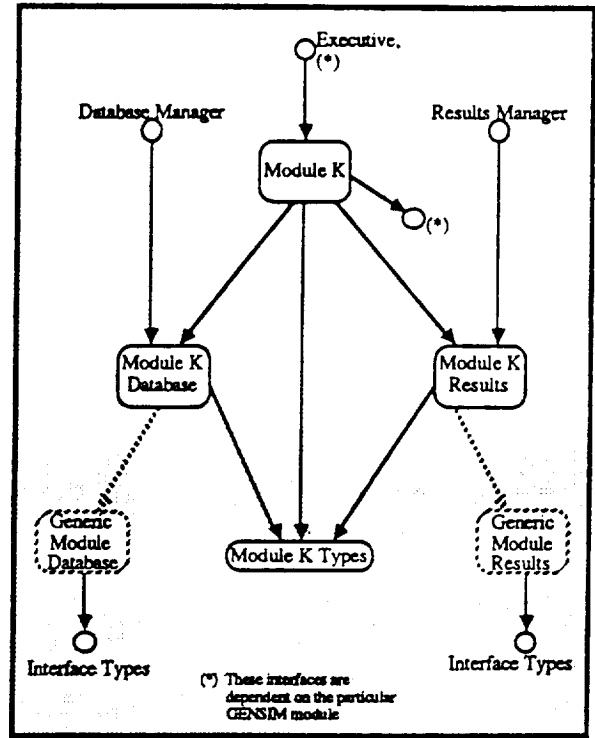 Executive,
(*)
Database Manager
Results Manager
Module K
(*)
Module K
Database
Module K
Results
Generic
Module
Database
Module K Types
Generic
Module
Results
Interface Types
Interface Types
(*) These interfaces are
dependent on the particular
GENSIM module